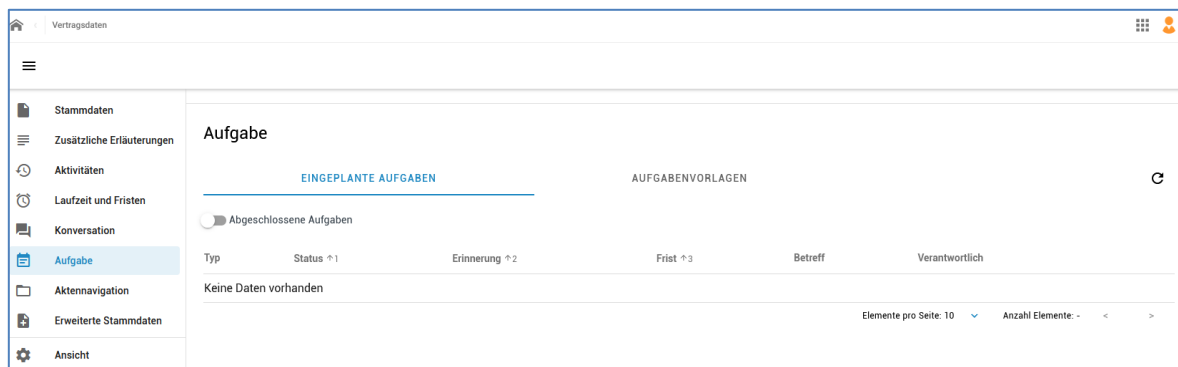 Vertragsdaten
Stammdaten
Zusätzliche Erläuterungen
Aktivitäten
Laufzeit und Fristen
Konversation
Aufgabe
Aktennavigation
Erweiterte Stammdaten
Ansicht
Aufgabe
EINGEPLANTE AUFGABEN AUFGABENVORLAGEN
Abgeschlossene Aufgaben
Typ Status ↑1 Erinnerung ↑2 Frist ↑3 Betreff Verantwortlich
Keine Daten vorhanden
Elemente pro Seite: 10 Anzahl Elemente: - < >